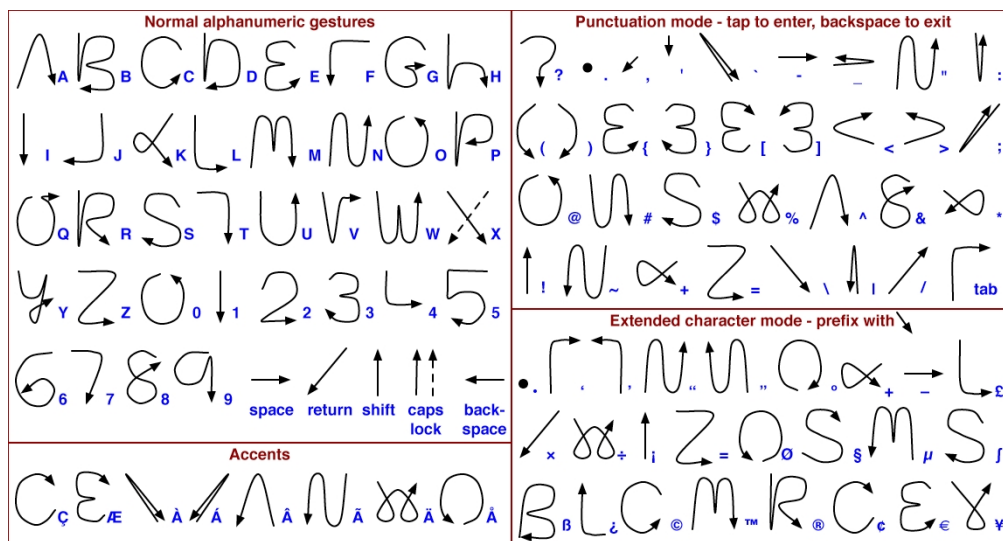 Normal alphanumeric gestures
A B C D E F G H
I J K L M N O P
Q R S T U V W X
Y Z 0 1 2 3 4 5
6 7 8 9 space return shift caps lock back-space
Accents
Ç Æ À Á Â Ã Ä Å
Punctuation mode - tap to enter, backspace to exit
? . , ' ` - _ " :
( ) { } [ ] < > ;
@ # $ % ^ & *
! ~ + = \ | / tab
Extended character mode - prefix with
• ‘ ’ “ ” ° + – £
× ÷ ¡ = Ø § µ ∫
ß ¿ © ™ ® ¢ € ¥